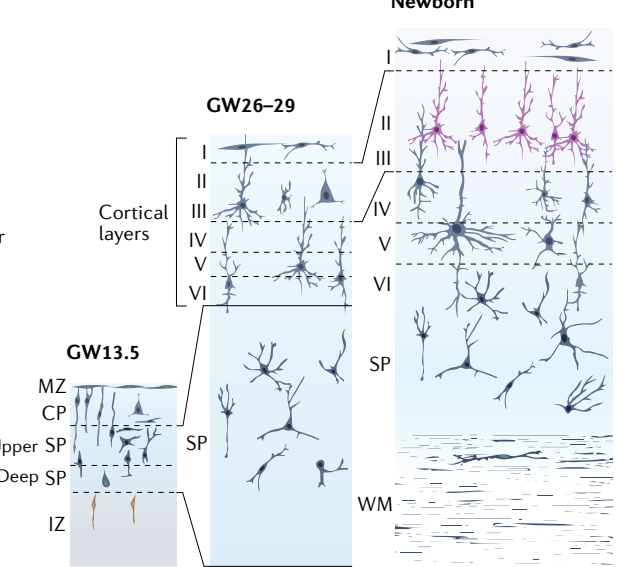 Newborn
I
II
III
IV
V
VI
SP
WM
GW26–29
Cortical
layers
I
II
III
IV
V
VI
SP
GW13.5
MZ
CP
SP
Deep SP
IZ